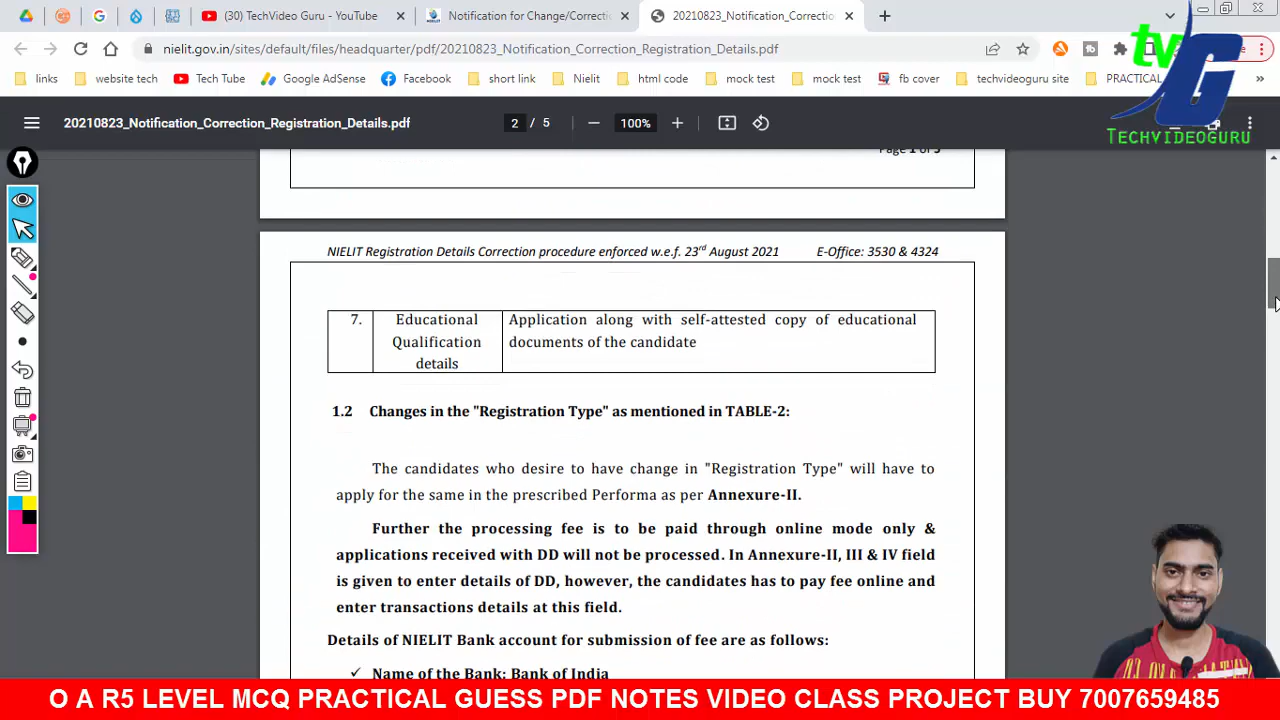 (30) TechVideo Guru - YouTube
Notification for Change/Correcti
20210823_Notification_Correctio
nielit.gov.in/sites/default/files/headquarter/pdf/20210823_Notification_Correction_Registration_Details.pdf
links
website tech
Tech Tube
Google AdSense
Facebook
short link
Nielit
html code
mock test
mock test
fb cover
techvideoguru site
PRACTICAL
tvG
TECHVIDEOGURU
20210823_Notification_Correction_Registration_Details.pdf
2 / 5
100%
Page 1 of 5
NIELIT Registration Details Correction procedure enforced w.e.f. 23rd August 2021 E-Office: 3530 & 4324
7. Educational Application along with self-attested copy of educational
Qualification documents of the candidate
details
1.2 Changes in the "Registration Type" as mentioned in TABLE-2:
The candidates who desire to have change in "Registration Type" will have to
apply for the same in the prescribed Performa as per Annexure-II.
Further the processing fee is to be paid through online mode only &
applications received with DD will not be processed. In Annexure-II, III & IV field
is given to enter details of DD, however, the candidates has to pay fee online and
enter transactions details at this field.
Details of NIELIT Bank account for submission of fee are as follows:
✓ Name of the Bank: Bank of India
O A R5 LEVEL MCQ PRACTICAL GUESS PDF NOTES VIDEO CLASS PROJECT BUY 7007659485